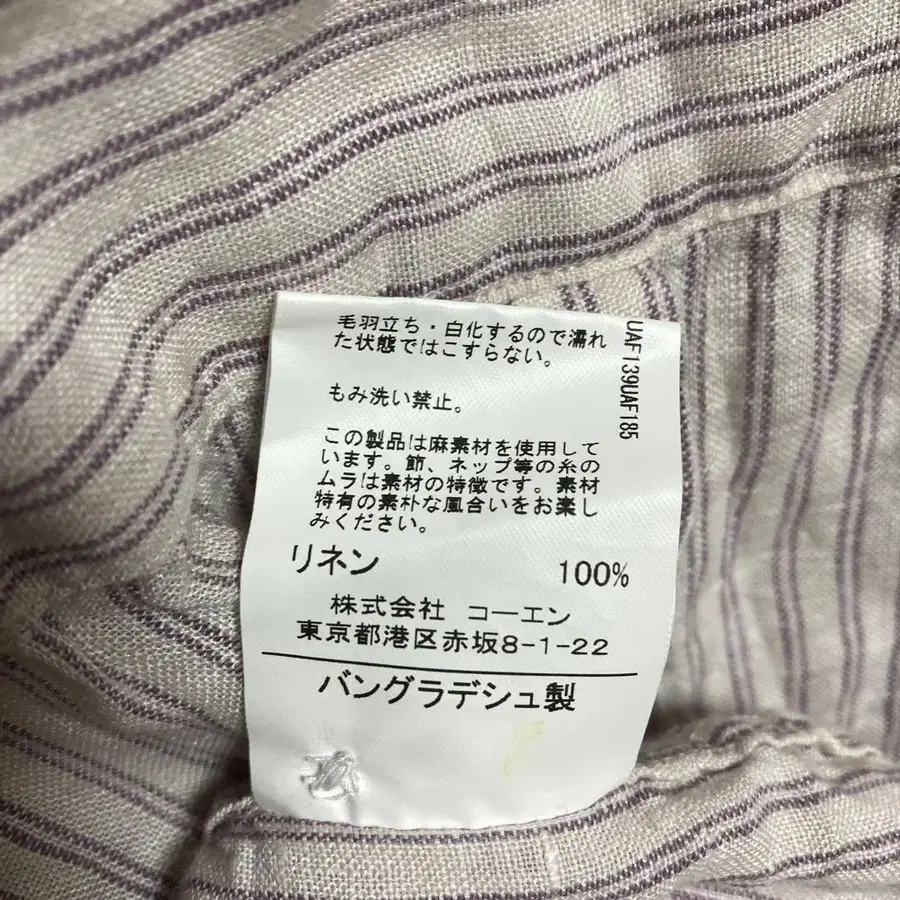 毛羽立ち・白化するので濡れ
た状態ではこすらない。
もみ洗い禁止。
この製品は麻素材を使用して
います。節、ネップ等の糸の
ムラは素材の特徴です。素材
特有の素朴な風合いをお楽し
みください。
リネン 100%
株式会社 コーエン
東京都港区赤坂8-1-22
バングラデシュ製
UAF139UAF185